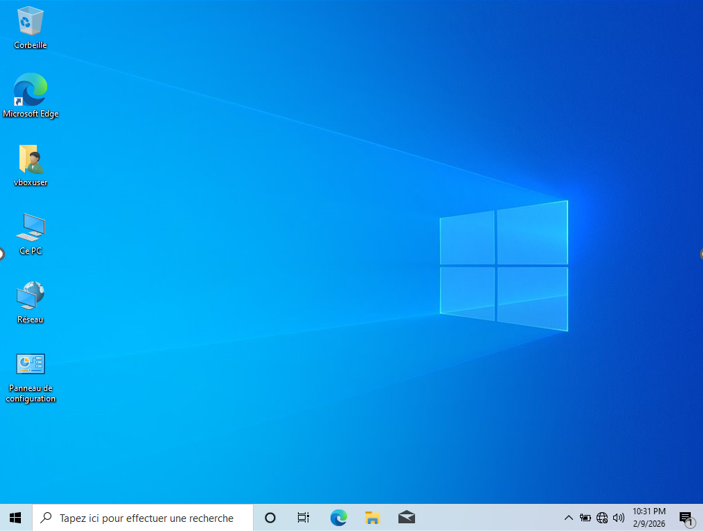 Corbeille
Microsoft Edge
vboxuser
Ce PC
Réseau
Panneau de
configuration
Tapez ici pour effectuer une recherche
10:31 PM
2/9/2026
1